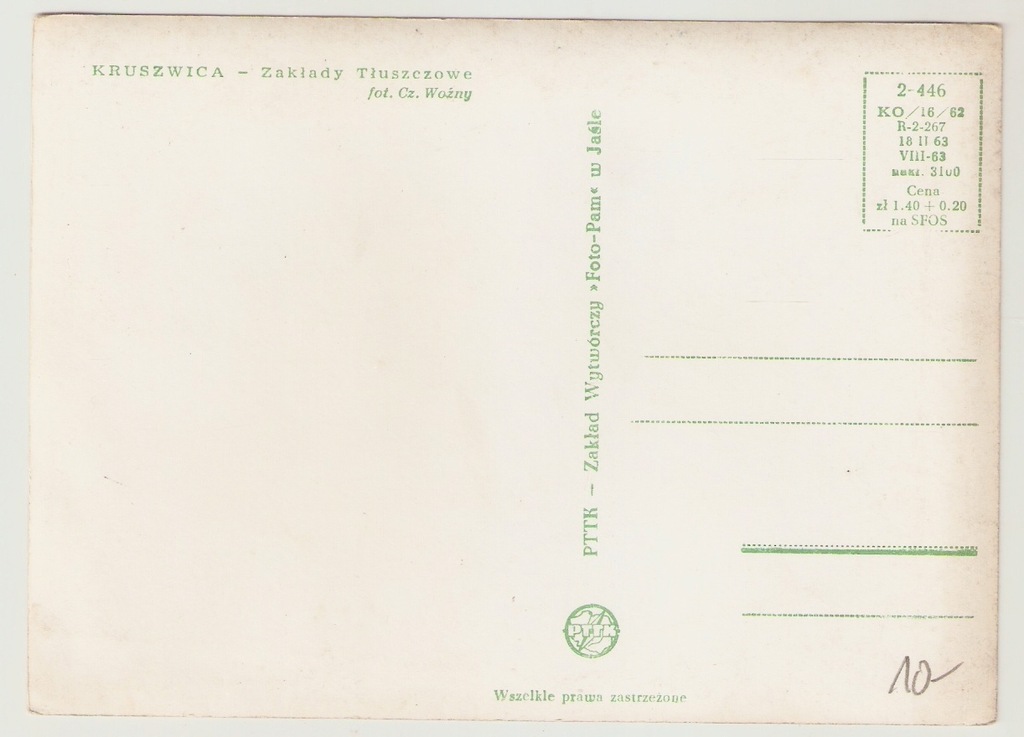 KRUSZWICA – Zakłady Tłuszczowe
fot. Cz. Woźny
PTTK – Zakład Wytwórczy »Foto-Pam« w Jaśle
2-446
KO/16/62
R-2-267
18 II 63
VIII-63
3100
Cena
zł 1.40 + 0.20
na SFOS
PTTK
Wszelkie prawa zastrzeżone
10-